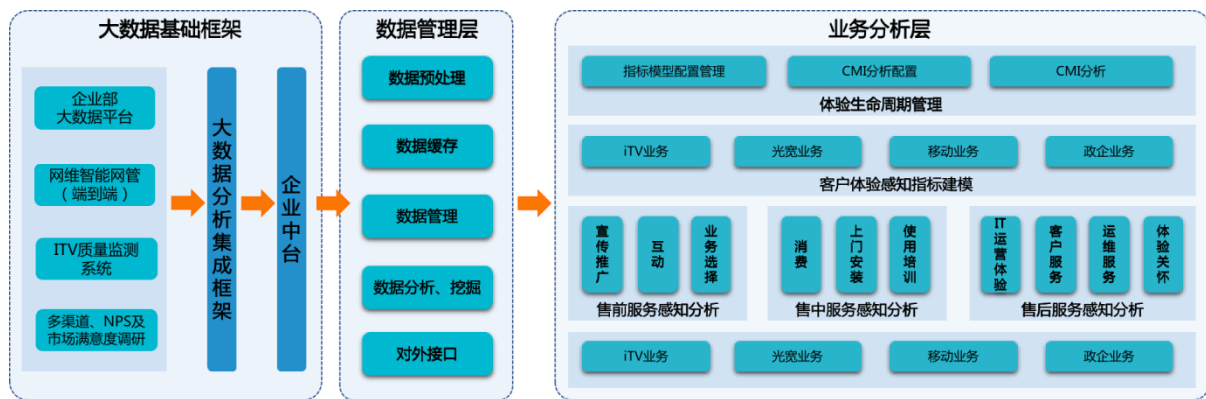 大数据基础框架
企业部
大数据平台
网维智能网管
（端到端）
ITV质量监测
系统
多渠道、NPS及
市场满意度调研
大数据分析集成框架
企业中台
数据管理层
数据预处理
数据缓存
数据管理
数据分析、挖掘
对外接口
业务分析层
指标模型配置管理
CMI分析配置
CMI分析
体验生命周期管理
iTV业务
光宽业务
移动业务
政企业务
客户体验感知指标建模
宣传推广
互动
业务选择
售前服务感知分析
消费
上门安装
使用培训
售中服务感知分析
IT运营体验
客户服务
运维服务
体验关怀
售后服务感知分析
iTV业务
光宽业务
移动业务
政企业务